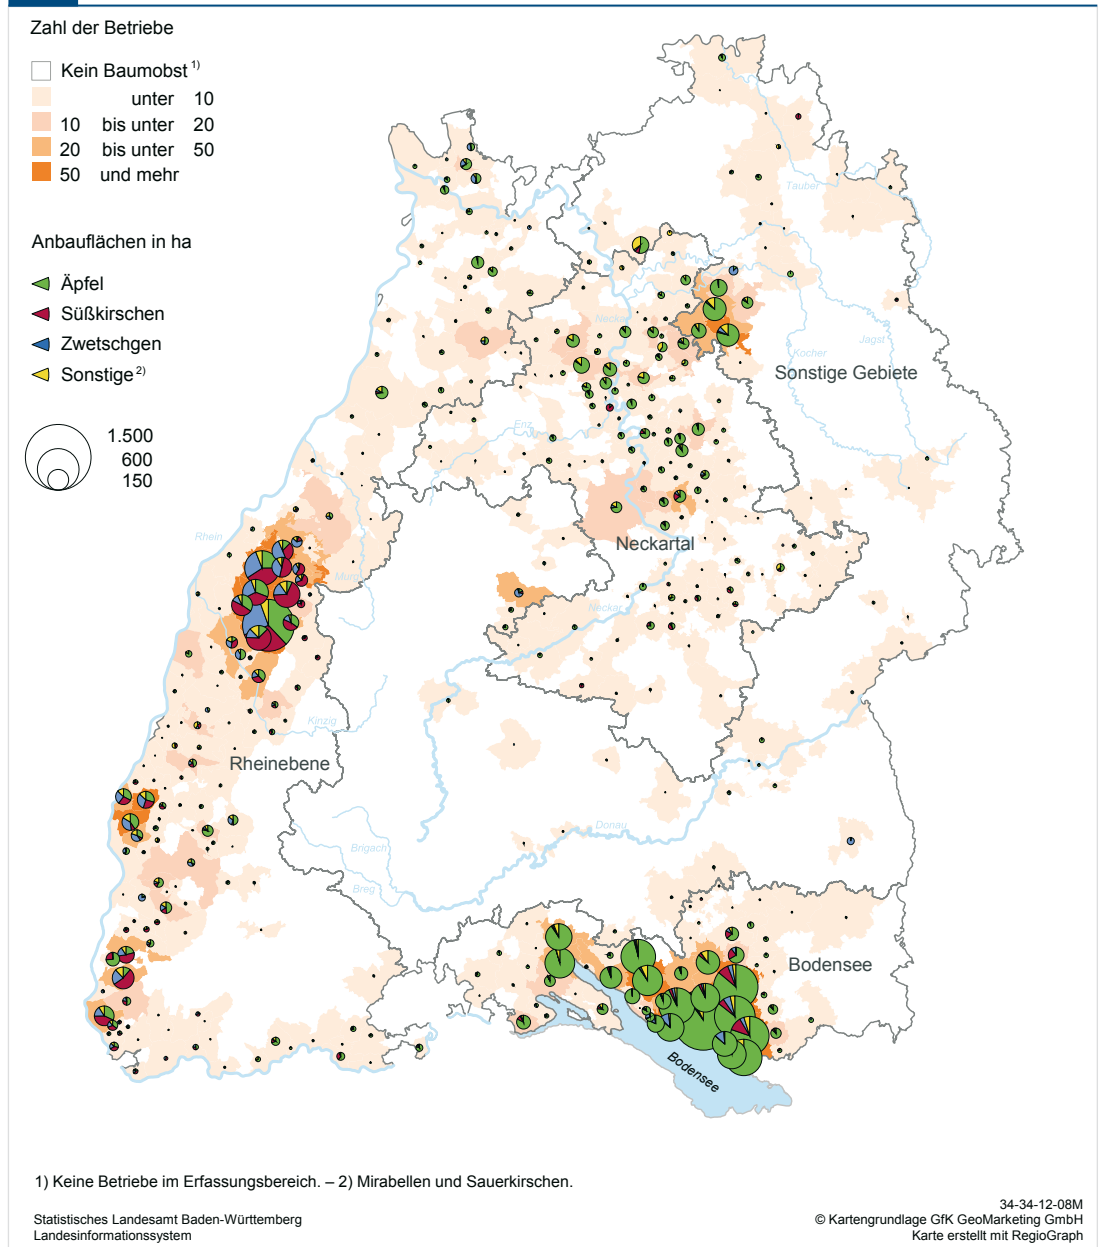 Zahl der Betriebe
Kein Baumobst 1)
unter 10
10 bis unter 20
20 bis unter 50
50 und mehr
Anbauflächen in ha
Äpfel
Süßkirschen
Zwetschgen
Sonstige 2)
1.500
600
150
Tauber
Neckar
Kocher
Jagst
Sonstige Gebiete
Enz
Rhein
Neckartal
Murg
Neckar
Kinzig
Rheinebene
Donau
Brigach
Breg
Bodensee
Bodensee
1) Keine Betriebe im Erfassungsbereich. – 2) Mirabellen und Sauerkirschen.
34-34-12-08M
Statistisches Landesamt Baden-Württemberg
© Kartengrundlage GfK GeoMarketing GmbH
Landesinformationssystem
Karte erstellt mit RegioGraph